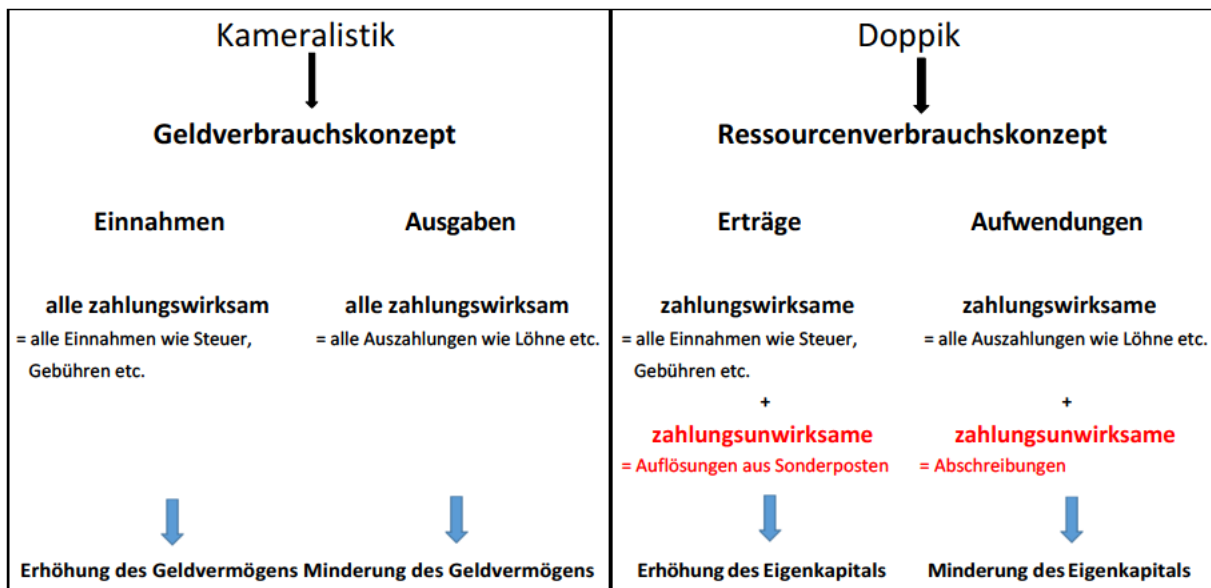 Kameralistik
Geldverbrauchskonzept
Einnahmen
Ausgaben
alle zahlungswirksam
= alle Einnahmen wie Steuer,
Gebühren etc.
alle zahlungswirksam
= alle Auszahlungen wie Löhne etc.
Erhöhung des Geldvermögens
Minderung des Geldvermögens
Doppik
Ressourcenverbrauchskonzept
Erträge
Aufwendungen
zahlungswirksame
= alle Einnahmen wie Steuer,
Gebühren etc.
+
zahlungsunwirksame
= Auflösungen aus Sonderposten
zahlungswirksame
= alle Auszahlungen wie Löhne etc.
+
zahlungsunwirksame
= Abschreibungen
Erhöhung des Eigenkapitals
Minderung des Eigenkapitals